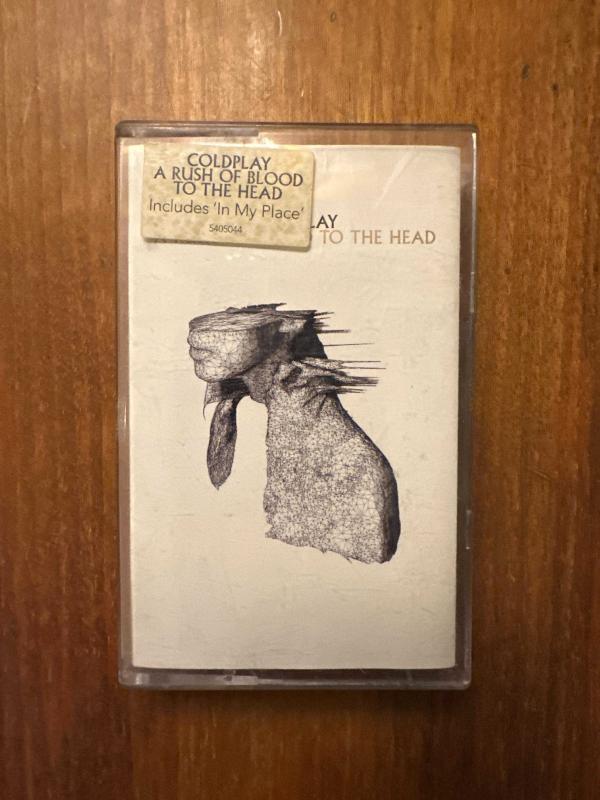 COLDPLAY
A RUSH OF BLOOD
TO THE HEAD
Includes 'In My Place'
5405044
LAY
TO THE HEAD